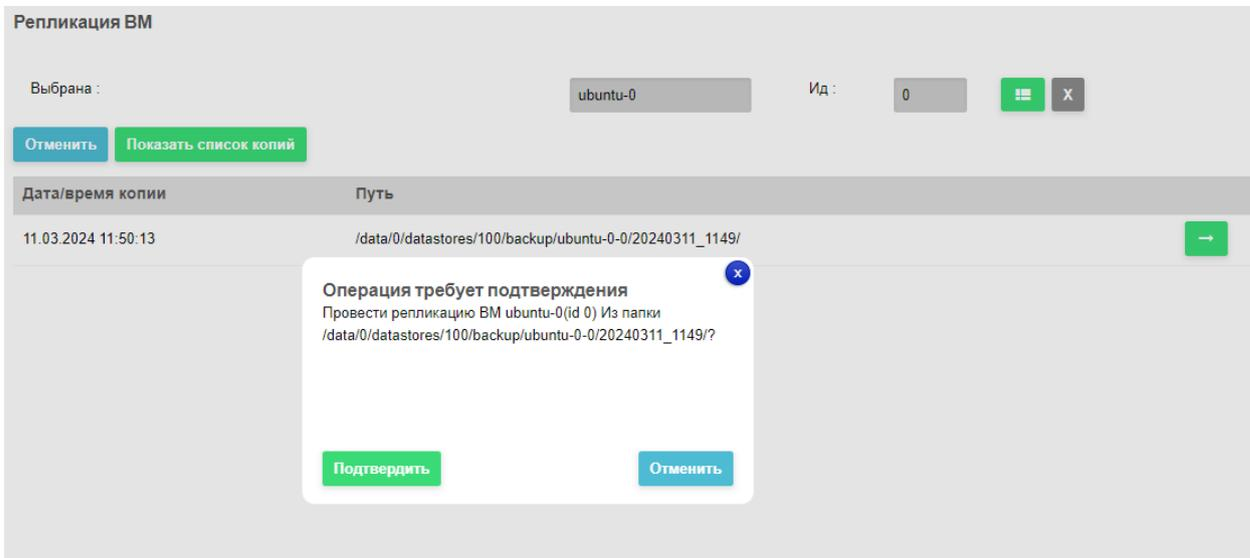 Репликация ВМ
Выбрана : ubuntu-0 Ид : 0 X
Отменить Показать список копий
Дата/время копии Путь
11.03.2024 11:50:13 /data/0/datastores/100/backup/ubuntu-0-0/20240311_1149/ →
x
Операция требует подтверждения
Провести репликацию ВМ ubuntu-0(id 0) Из папки
/data/0/datastores/100/backup/ubuntu-0-0/20240311_1149/?
Подтвердить Отменить